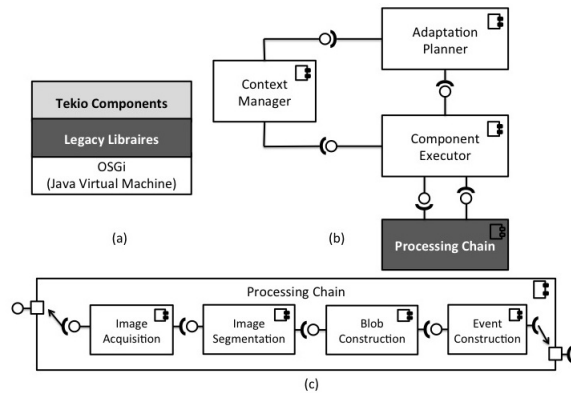 Tekio Components
Legacy Libraires
OSGi
(Java Virtual Machine)
(a)
Context
Manager
Adaptation
Planner
Component
Executor
Processing Chain
(b)
Processing Chain
Image
Acquisition
Image
Segmentation
Blob
Construction
Event
Construction
(c)